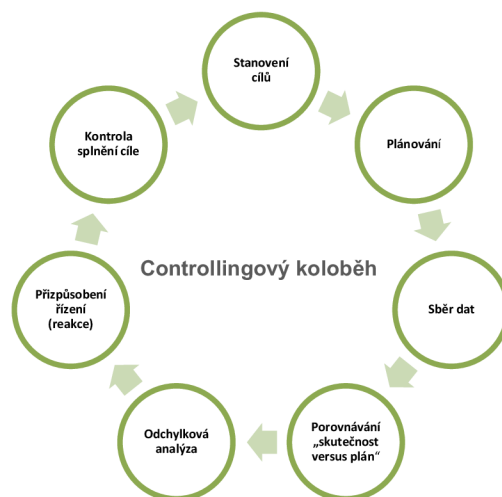 Stanovení
cílů
Plánování
Sběr dat
Porovnávání
„skutečnost
versus plán“
Odchylková
analýza
Přizpůsobení
řízení
(reakce)
Kontrola
splnění cíle
Controllingový koloběh